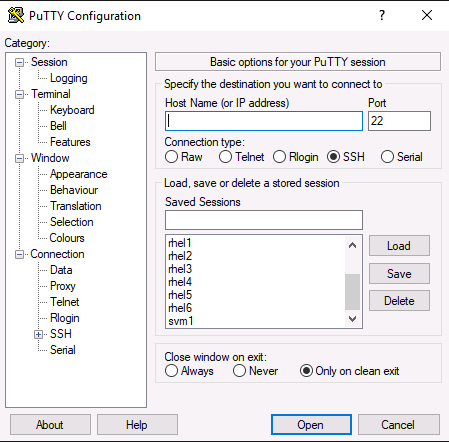 PuTTY Configuration
?
Category:
Session
Logging
Terminal
Keyboard
Bell
Features
Window
Appearance
Behaviour
Translation
Selection
Colours
Connection
Data
Proxy
Telnet
Rlogin
SSH
Serial
Basic options for your PuTTY session
Specify the destination you want to connect to
Host Name (or IP address) Port
22
Connection type:
Raw Telnet Rlogin SSH Serial
Load, save or delete a stored session
Saved Sessions
rhel1
rhel2
rhel3
rhel4
rhel5
rhel6
svm1
Load
Save
Delete
Close window on exit:
Always Never Only on clean exit
About Help Open Cancel